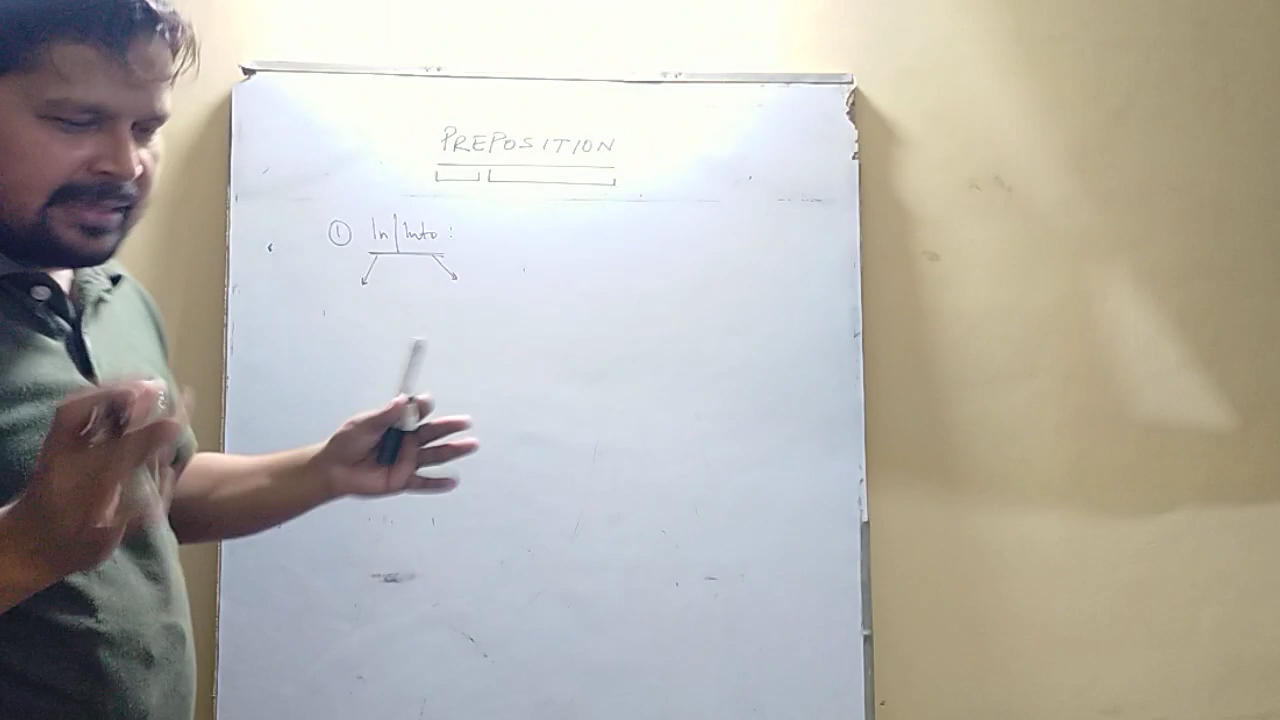 PREPOSITION
① In | Into :